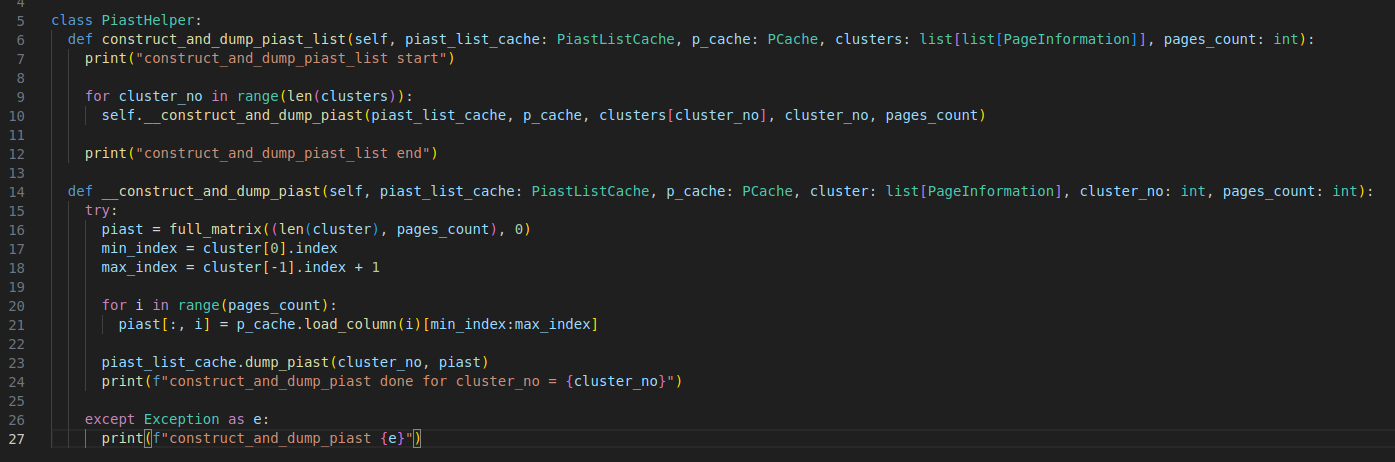 4
5 class PiastHelper:
6   def construct_and_dump_piast_list(self, piast_list_cache: PiastListCache, p_cache: PCache, clusters: list[list[PageInformation]], pages_count: int):
7     print("construct_and_dump_piast_list start")
8
9     for cluster_no in range(len(clusters)):
10       self.__construct_and_dump_piast(piast_list_cache, p_cache, clusters[cluster_no], cluster_no, pages_count)
11
12     print("construct_and_dump_piast_list end")
13
14   def __construct_and_dump_piast(self, piast_list_cache: PiastListCache, p_cache: PCache, cluster: list[PageInformation], cluster_no: int, pages_count: int):
15     try:
16       piast = full_matrix((len(cluster), pages_count), 0)
17       min_index = cluster[0].index
18       max_index = cluster[-1].index + 1
19
20       for i in range(pages_count):
21         piast[:, i] = p_cache.load_column(i)[min_index:max_index]
22
23       piast_list_cache.dump_piast(cluster_no, piast)
24       print(f"construct_and_dump_piast done for cluster_no = {cluster_no}")
25
26     except Exception as e:
27       print(f"construct_and_dump_piast {e}")